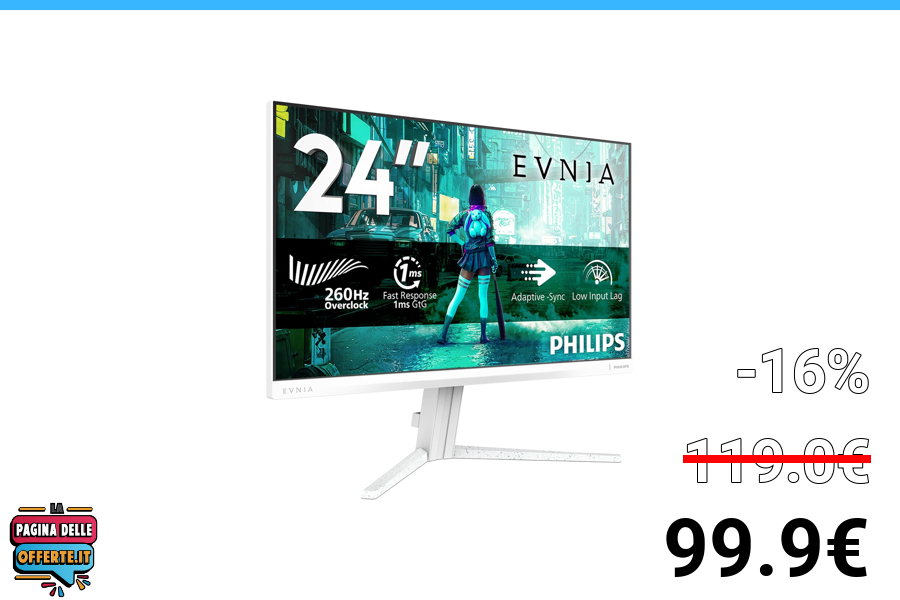 24"
EVNIA
260Hz
Overclock
1ms
Fast Response
1ms GtG
Adaptive -Sync
Low Input Lag
PHILIPS
EVNIA
PHILIPS
-16%
119.0€
99.9€
LA
PAGINA DELLE
OFFERTE.IT